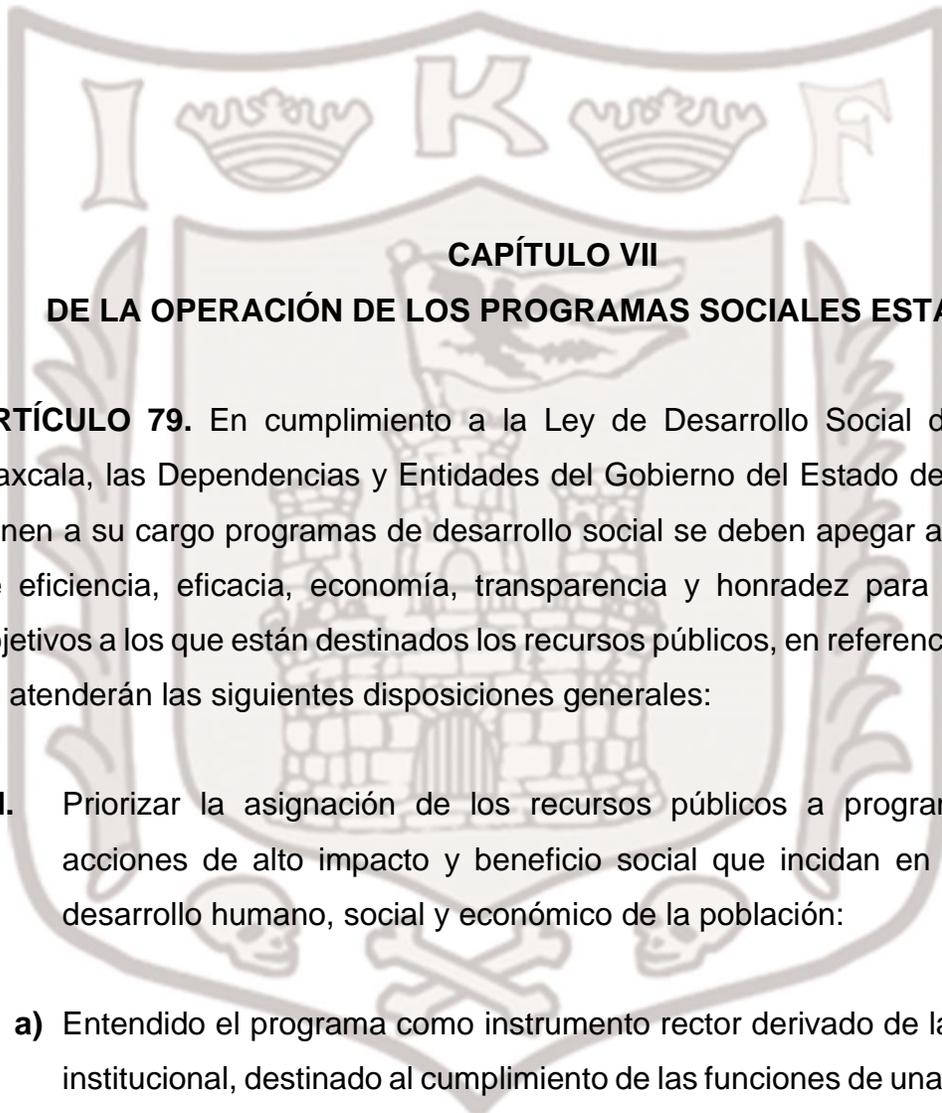 I K F
CAPÍTULO VII
DE LA OPERACIÓN DE LOS PROGRAMAS SOCIALES ESTA
RTÍCULO 79. En cumplimiento a la Ley de Desarrollo Social d
axcala, las Dependencias y Entidades del Gobierno del Estado de
nen a su cargo programas de desarrollo social se deben apegar a
eficiencia, eficacia, economía, transparencia y honradez para
jetivos a los que están destinados los recursos públicos, en referenc
atenderán las siguientes disposiciones generales:
I. Priorizar la asignación de los recursos públicos a program
acciones de alto impacto y beneficio social que incidan en
desarrollo humano, social y económico de la población:
a) Entendido el programa como instrumento rector derivado de la
institucional, destinado al cumplimiento de las funciones de una